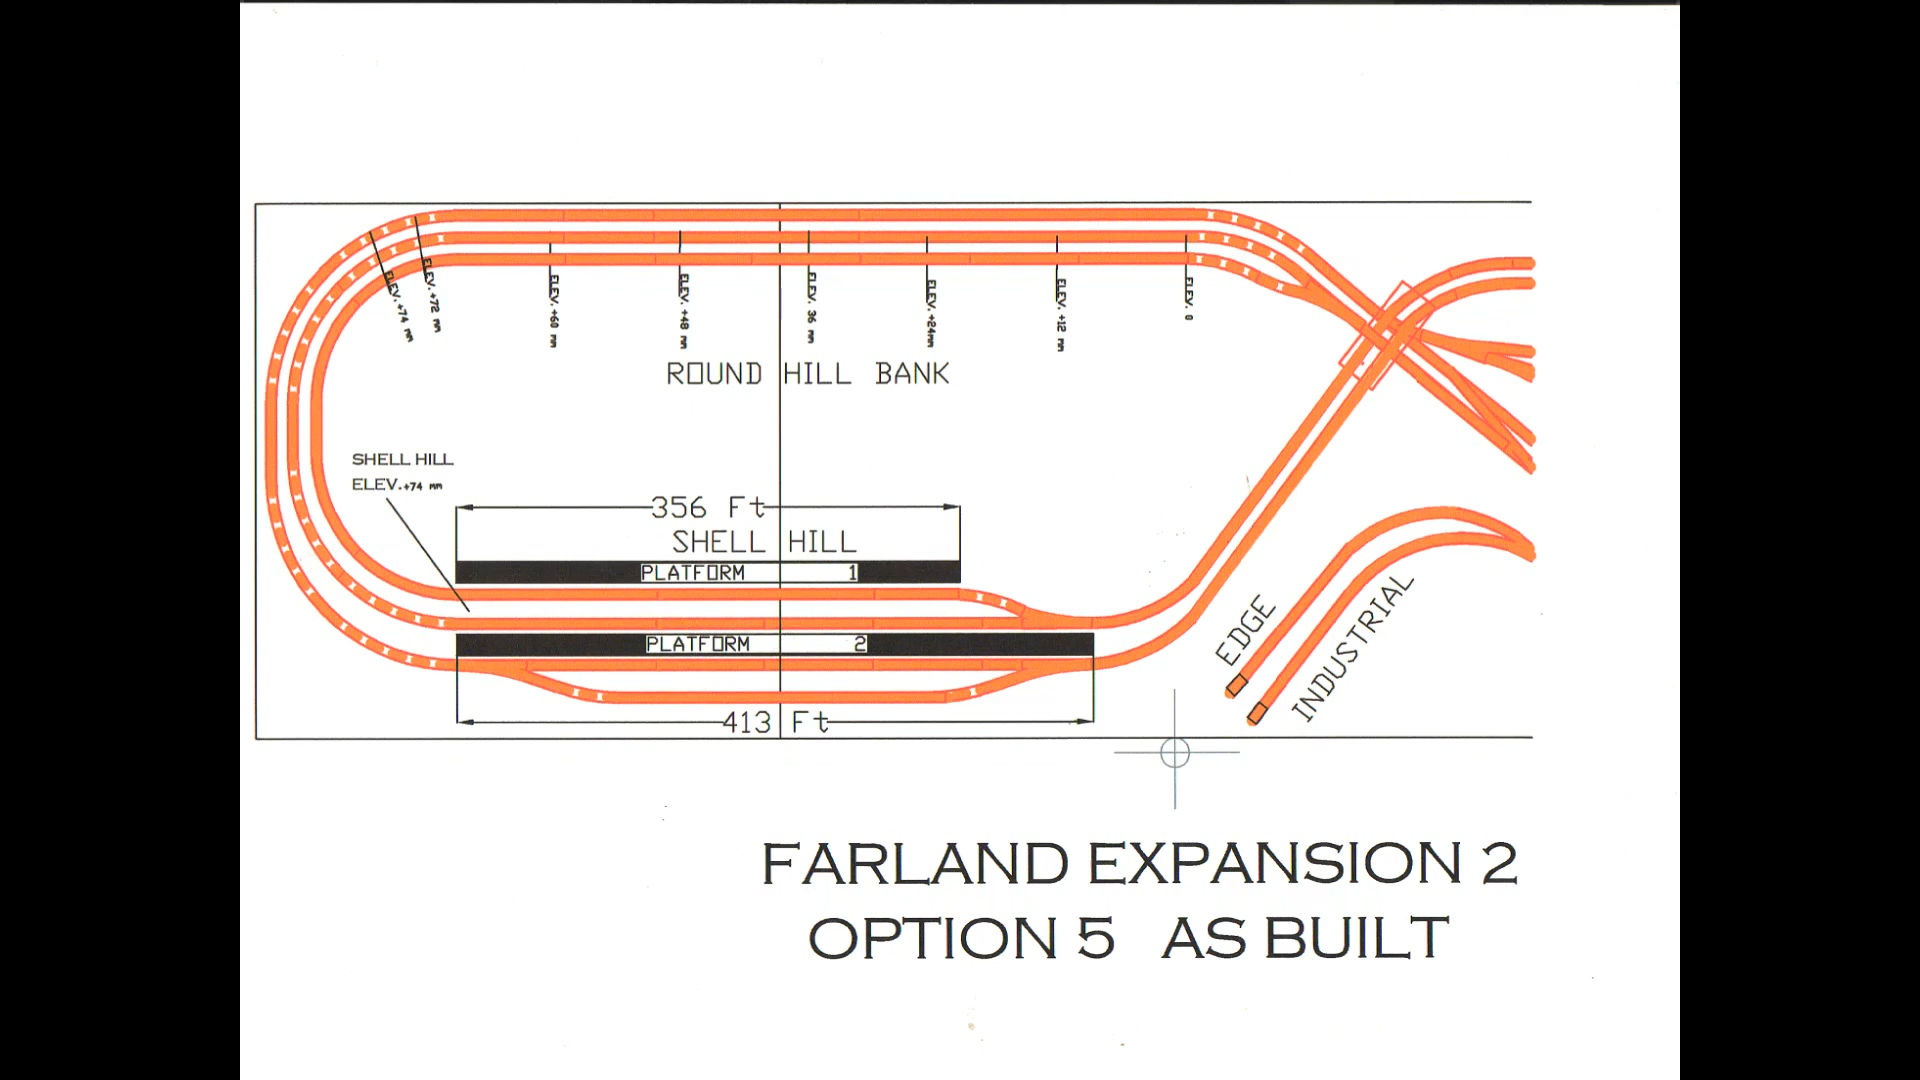 ELEV.+74 mm
ELEV.+72 mm
ELEV.+60 mm
ELEV.+48 mm
ELEV. 36 mm
ELEV.+24mm
ELEV.+12 mm
ELEV. 0
ROUND HILL BANK
SHELL HILL
ELEV.+74 mm
356 Ft
SHELL HILL
PLATFORM 1
PLATFORM 2
413 Ft
EDGE
INDUSTRIAL
FARLAND EXPANSION 2
OPTION 5 AS BUILT